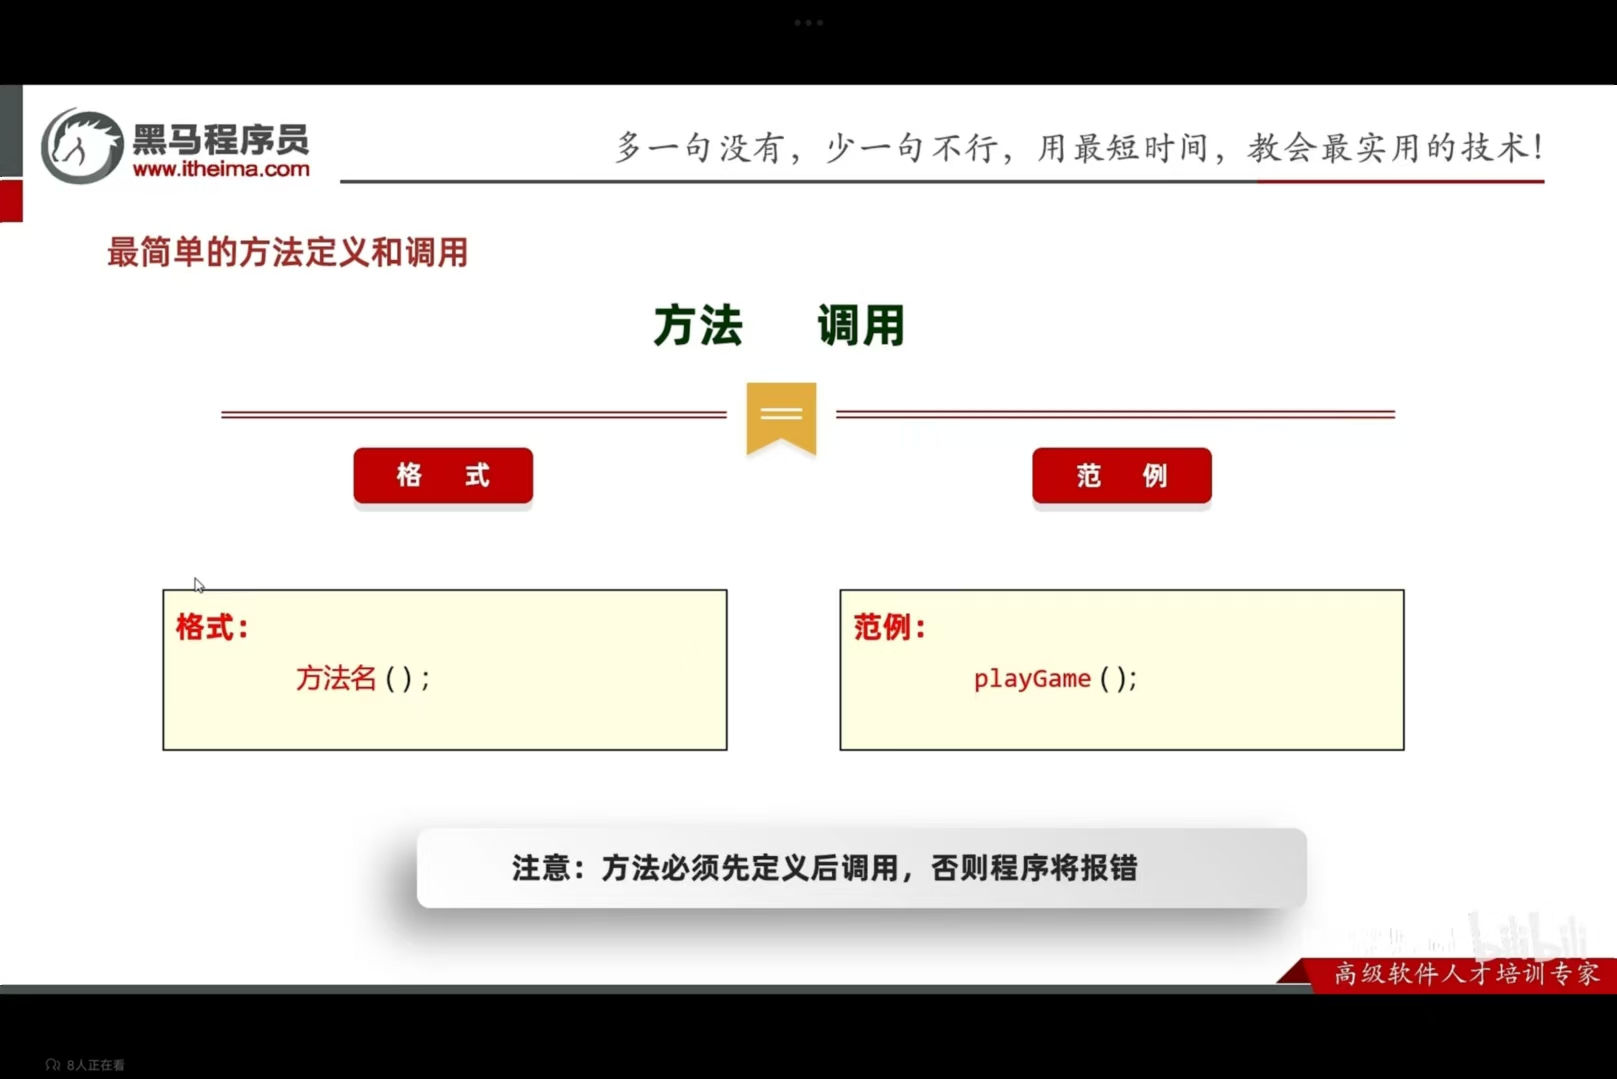 黑马程序员
www.itheima.com
多一句没有，少一句不行，用最短时间，教会最实用的技术！
最简单的方法定义和调用
方法 调用
格 式
范 例
格式：
方法名();
范例：
playGame();
注意：方法必须先定义后调用，否则程序将报错
bilibili
高级软件人才培训专家
8人正在看